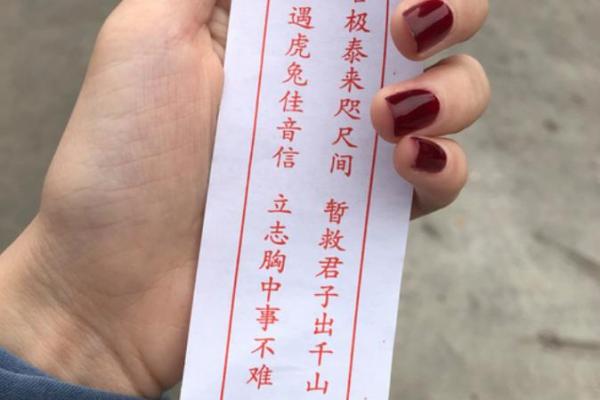 极泰来咫尺间 暂救君子出千山
遇虎兔佳音信 立志胸中事不难